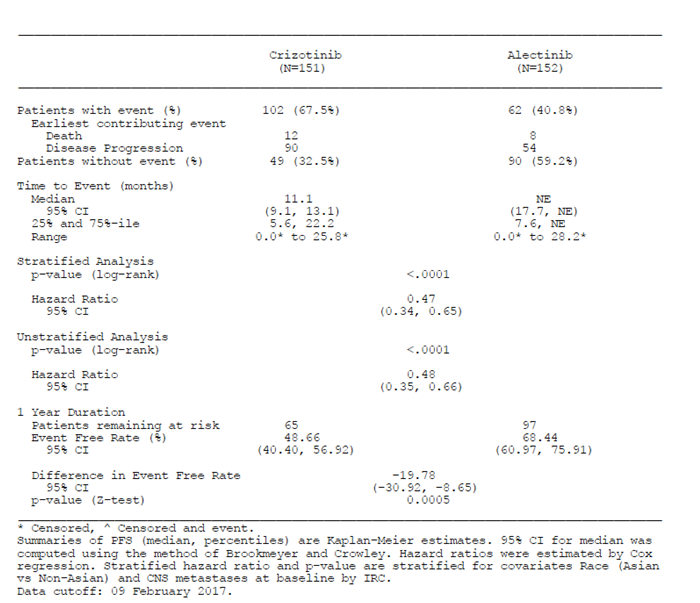 Crizotinib Alectinib
(N=151) (N=152)
Patients with event (%) 102 (67.5%) 62 (40.8%)
Earliest contributing event
Death 12 8
Disease Progression 90 54
Patients without event (%) 49 (32.5%) 90 (59.2%)
Time to Event (months)
Median 11.1 NE
95% CI (9.1, 13.1) (17.7, NE)
25% and 75%-ile 5.6, 22.2 7.6, NE
Range 0.0* to 25.8* 0.0* to 28.2*
Stratified Analysis
p-value (log-rank) <.0001
Hazard Ratio 0.47
95% CI (0.34, 0.65)
Unstratified Analysis
p-value (log-rank) <.0001
Hazard Ratio 0.48
95% CI (0.35, 0.66)
1 Year Duration
Patients remaining at risk 65 97
Event Free Rate (%) 48.66 68.44
95% CI (40.40, 56.92) (60.97, 75.91)
Difference in Event Free Rate -19.78
95% CI (-30.92, -8.65)
p-value (Z-test) 0.0005
* Censored, ^ Censored and event.
Summaries of PFS (median, percentiles) are Kaplan-Meier estimates. 95% CI for median was
computed using the method of Brookmeyer and Crowley. Hazard ratios were estimated by Cox
regression. Stratified hazard ratio and p-value are stratified for covariates Race (Asian
vs Non-Asian) and CNS metastases at baseline by IRC.
Data cutoff: 09 February 2017.